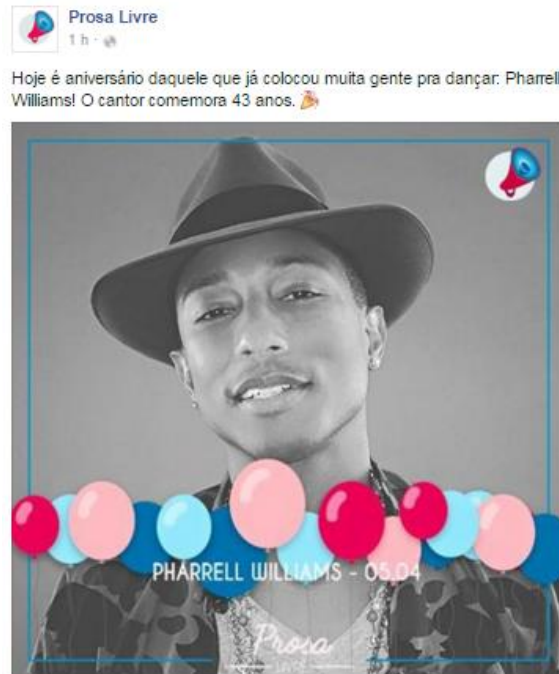 Prosa Livre
1 h ·
Hoje é aniversário daquele que já colocou muita gente pra dançar: Pharrell
Williams! O cantor comemora 43 anos.
PHARRELL WILLIAMS - 05.04
Prosa
LIVRE